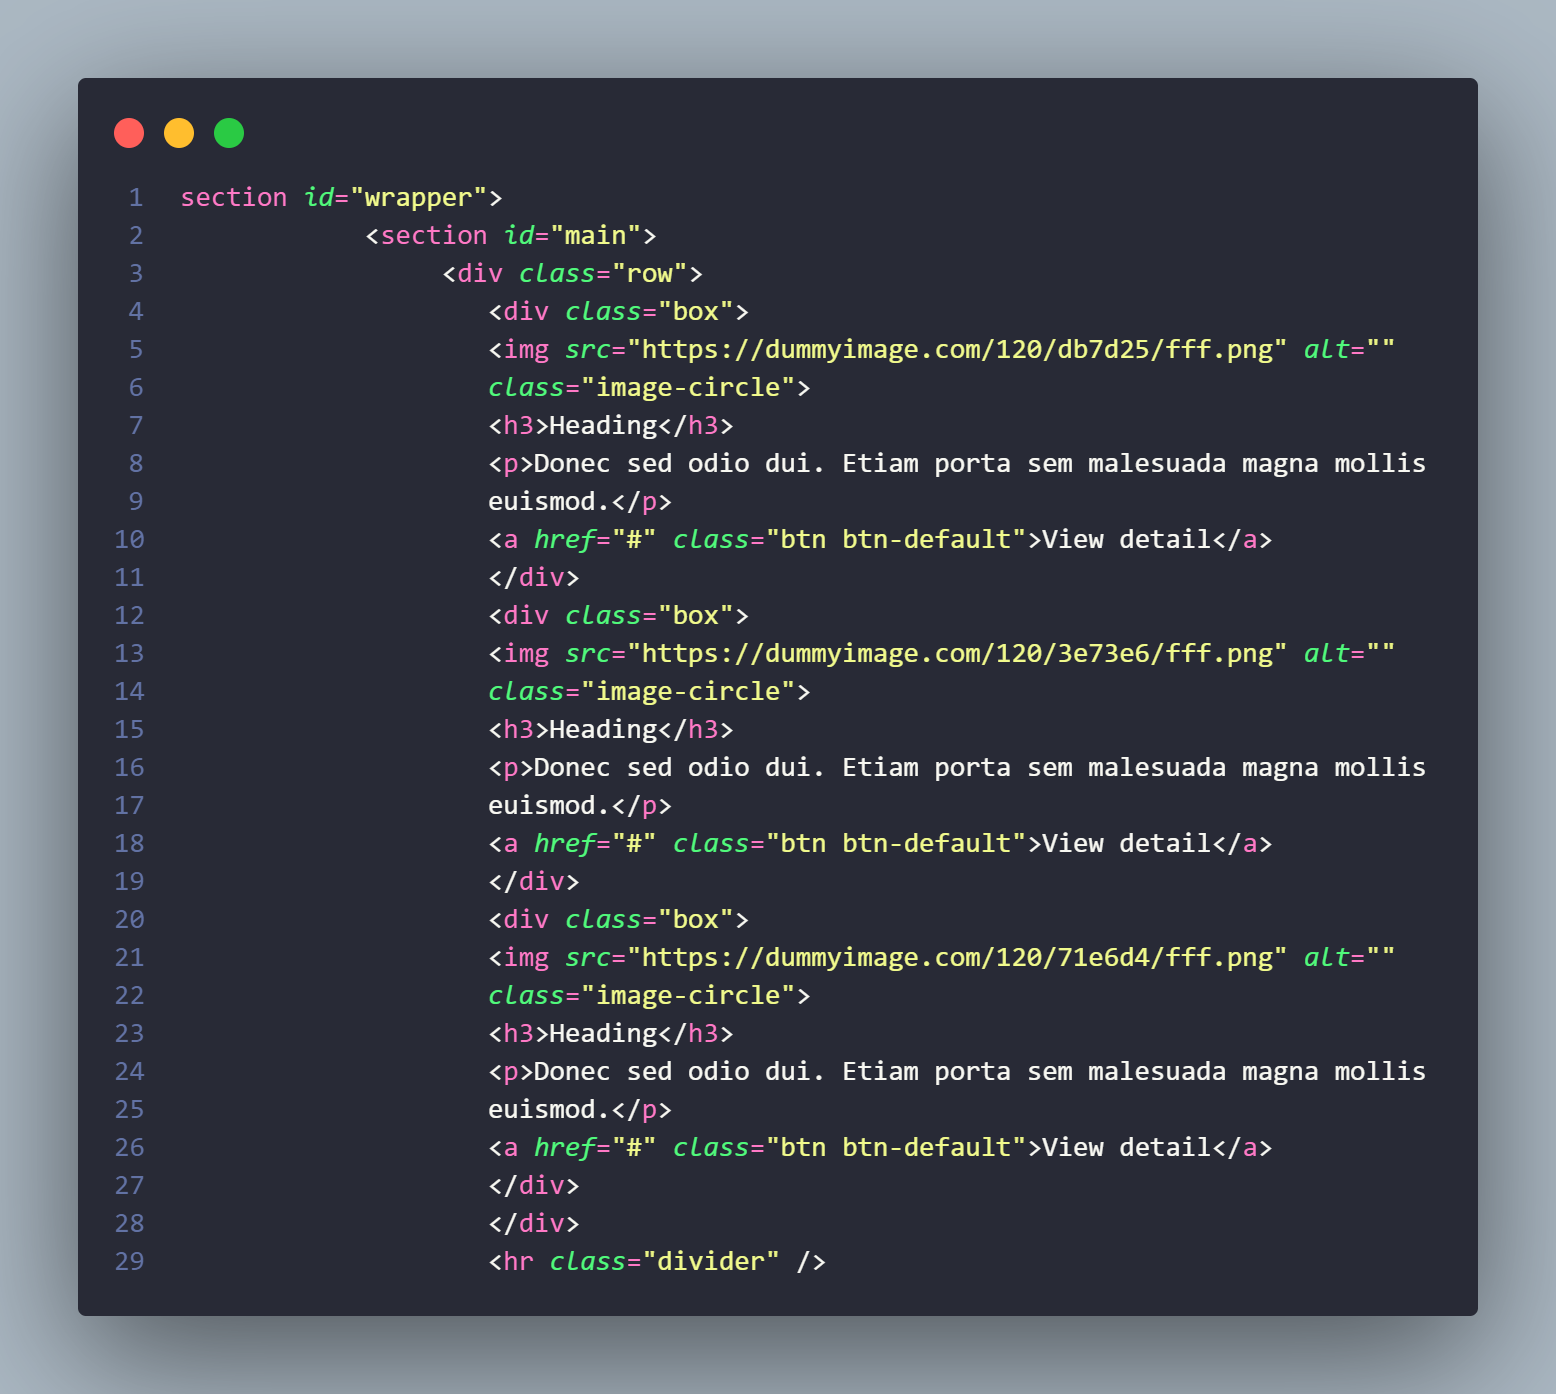 1 section id="wrapper">
2 <section id="main">
3 <div class="row">
4 <div class="box">
5 <img src="https://dummyimage.com/120/db7d25/fff.png" alt=""
6 class="image-circle">
7 <h3>Heading</h3>
8 <p>Donec sed odio dui. Etiam porta sem malesuada magna mollis
9 euismod.</p>
10 <a href="#" class="btn btn-default">View detail</a>
11 </div>
12 <div class="box">
13 <img src="https://dummyimage.com/120/3e73e6/fff.png" alt=""
14 class="image-circle">
15 <h3>Heading</h3>
16 <p>Donec sed odio dui. Etiam porta sem malesuada magna mollis
17 euismod.</p>
18 <a href="#" class="btn btn-default">View detail</a>
19 </div>
20 <div class="box">
21 <img src="https://dummyimage.com/120/71e6d4/fff.png" alt=""
22 class="image-circle">
23 <h3>Heading</h3>
24 <p>Donec sed odio dui. Etiam porta sem malesuada magna mollis
25 euismod.</p>
26 <a href="#" class="btn btn-default">View detail</a>
27 </div>
28 </div>
29 <hr class="divider" />